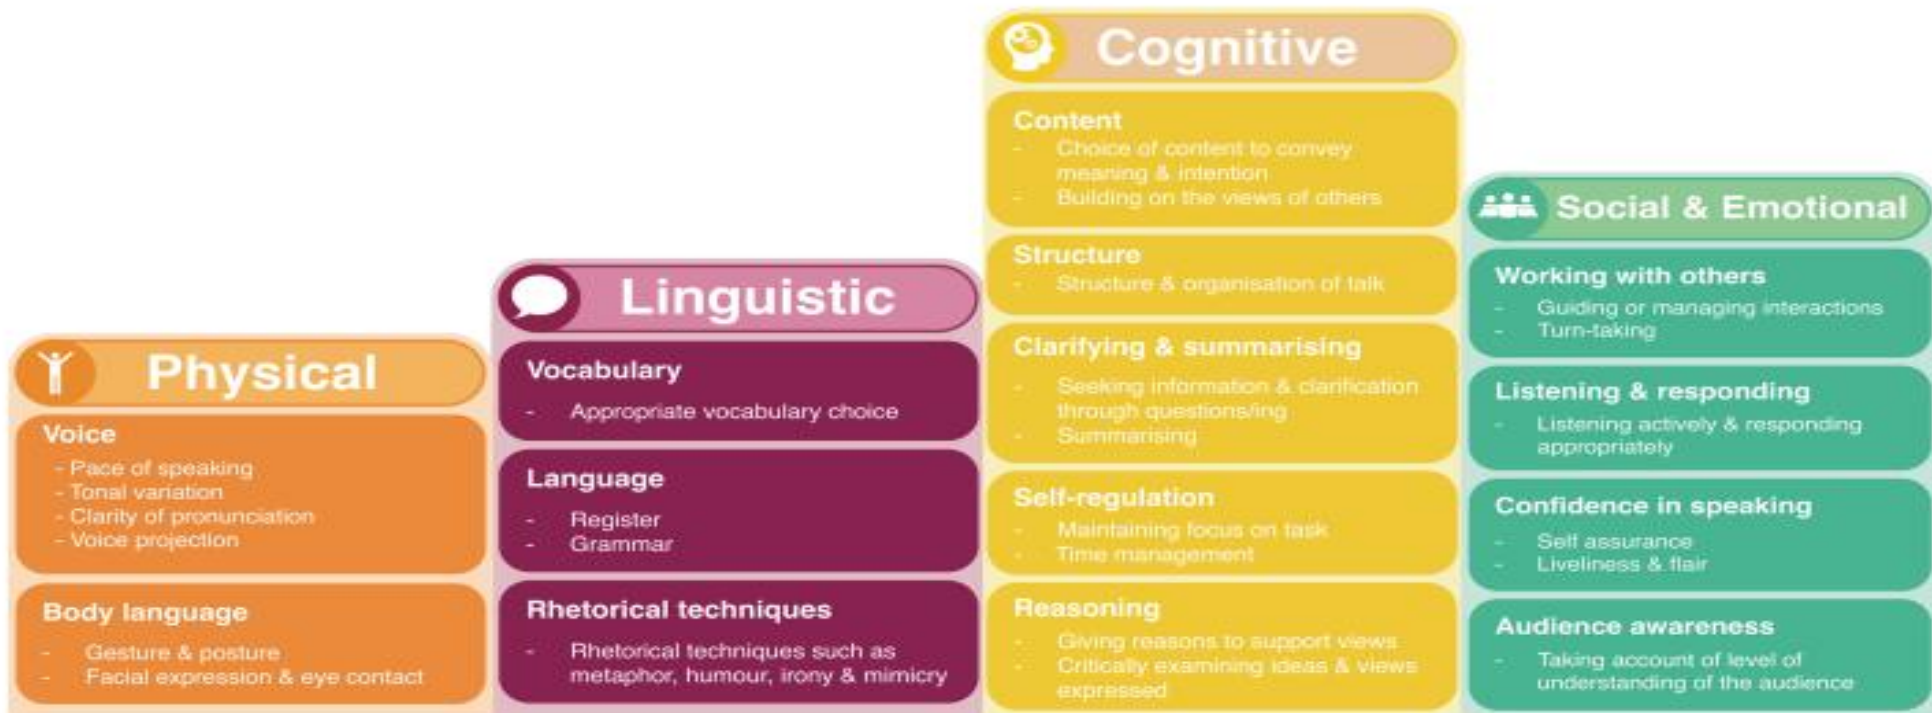 Physical
Voice
- Pace of speaking
- Tonal variation
- Clarity of pronunciation
- Voice projection
Body language
- Gesture & posture
- Facial expression & eye contact
Linguistic
Vocabulary
- Appropriate vocabulary choice
Language
- Register
- Grammar
Rhetorical techniques
- Rhetorical techniques such as
metaphor, humour, irony & mimicry
Cognitive
Content
- Choice of content to convey
meaning & intention
- Building on the views of others
Structure
- Structure & organisation of talk
Clarifying & summarising
- Seeking information & clarification
through questions/ing
- Summarising
Self-regulation
- Maintaining focus on task
- Time management
Reasoning
- Giving reasons to support views
- Critically examining ideas & views
expressed
Social & Emotional
Working with others
- Guiding or managing interactions
- Turn-taking
Listening & responding
- Listening actively & responding
appropriately
Confidence in speaking
- Self assurance
- Liveliness & flair
Audience awareness
- Taking account of level of
understanding of the audience